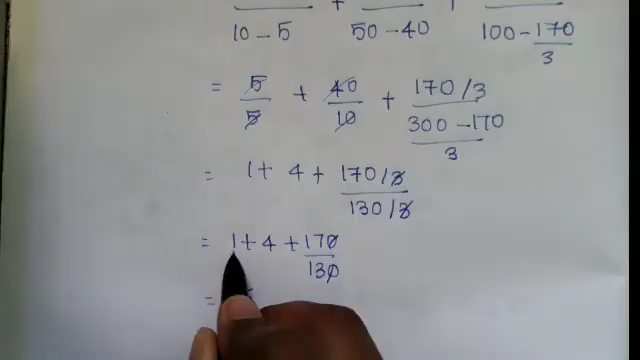 10 - 5 + 50 - 40 + 100 - 170/3
= 5/5 + 40/10 + 170/3 / 300 - 170/3
= 1 + 4 + 170/3 / 130/3
= 1 + 4 + 170/130
=